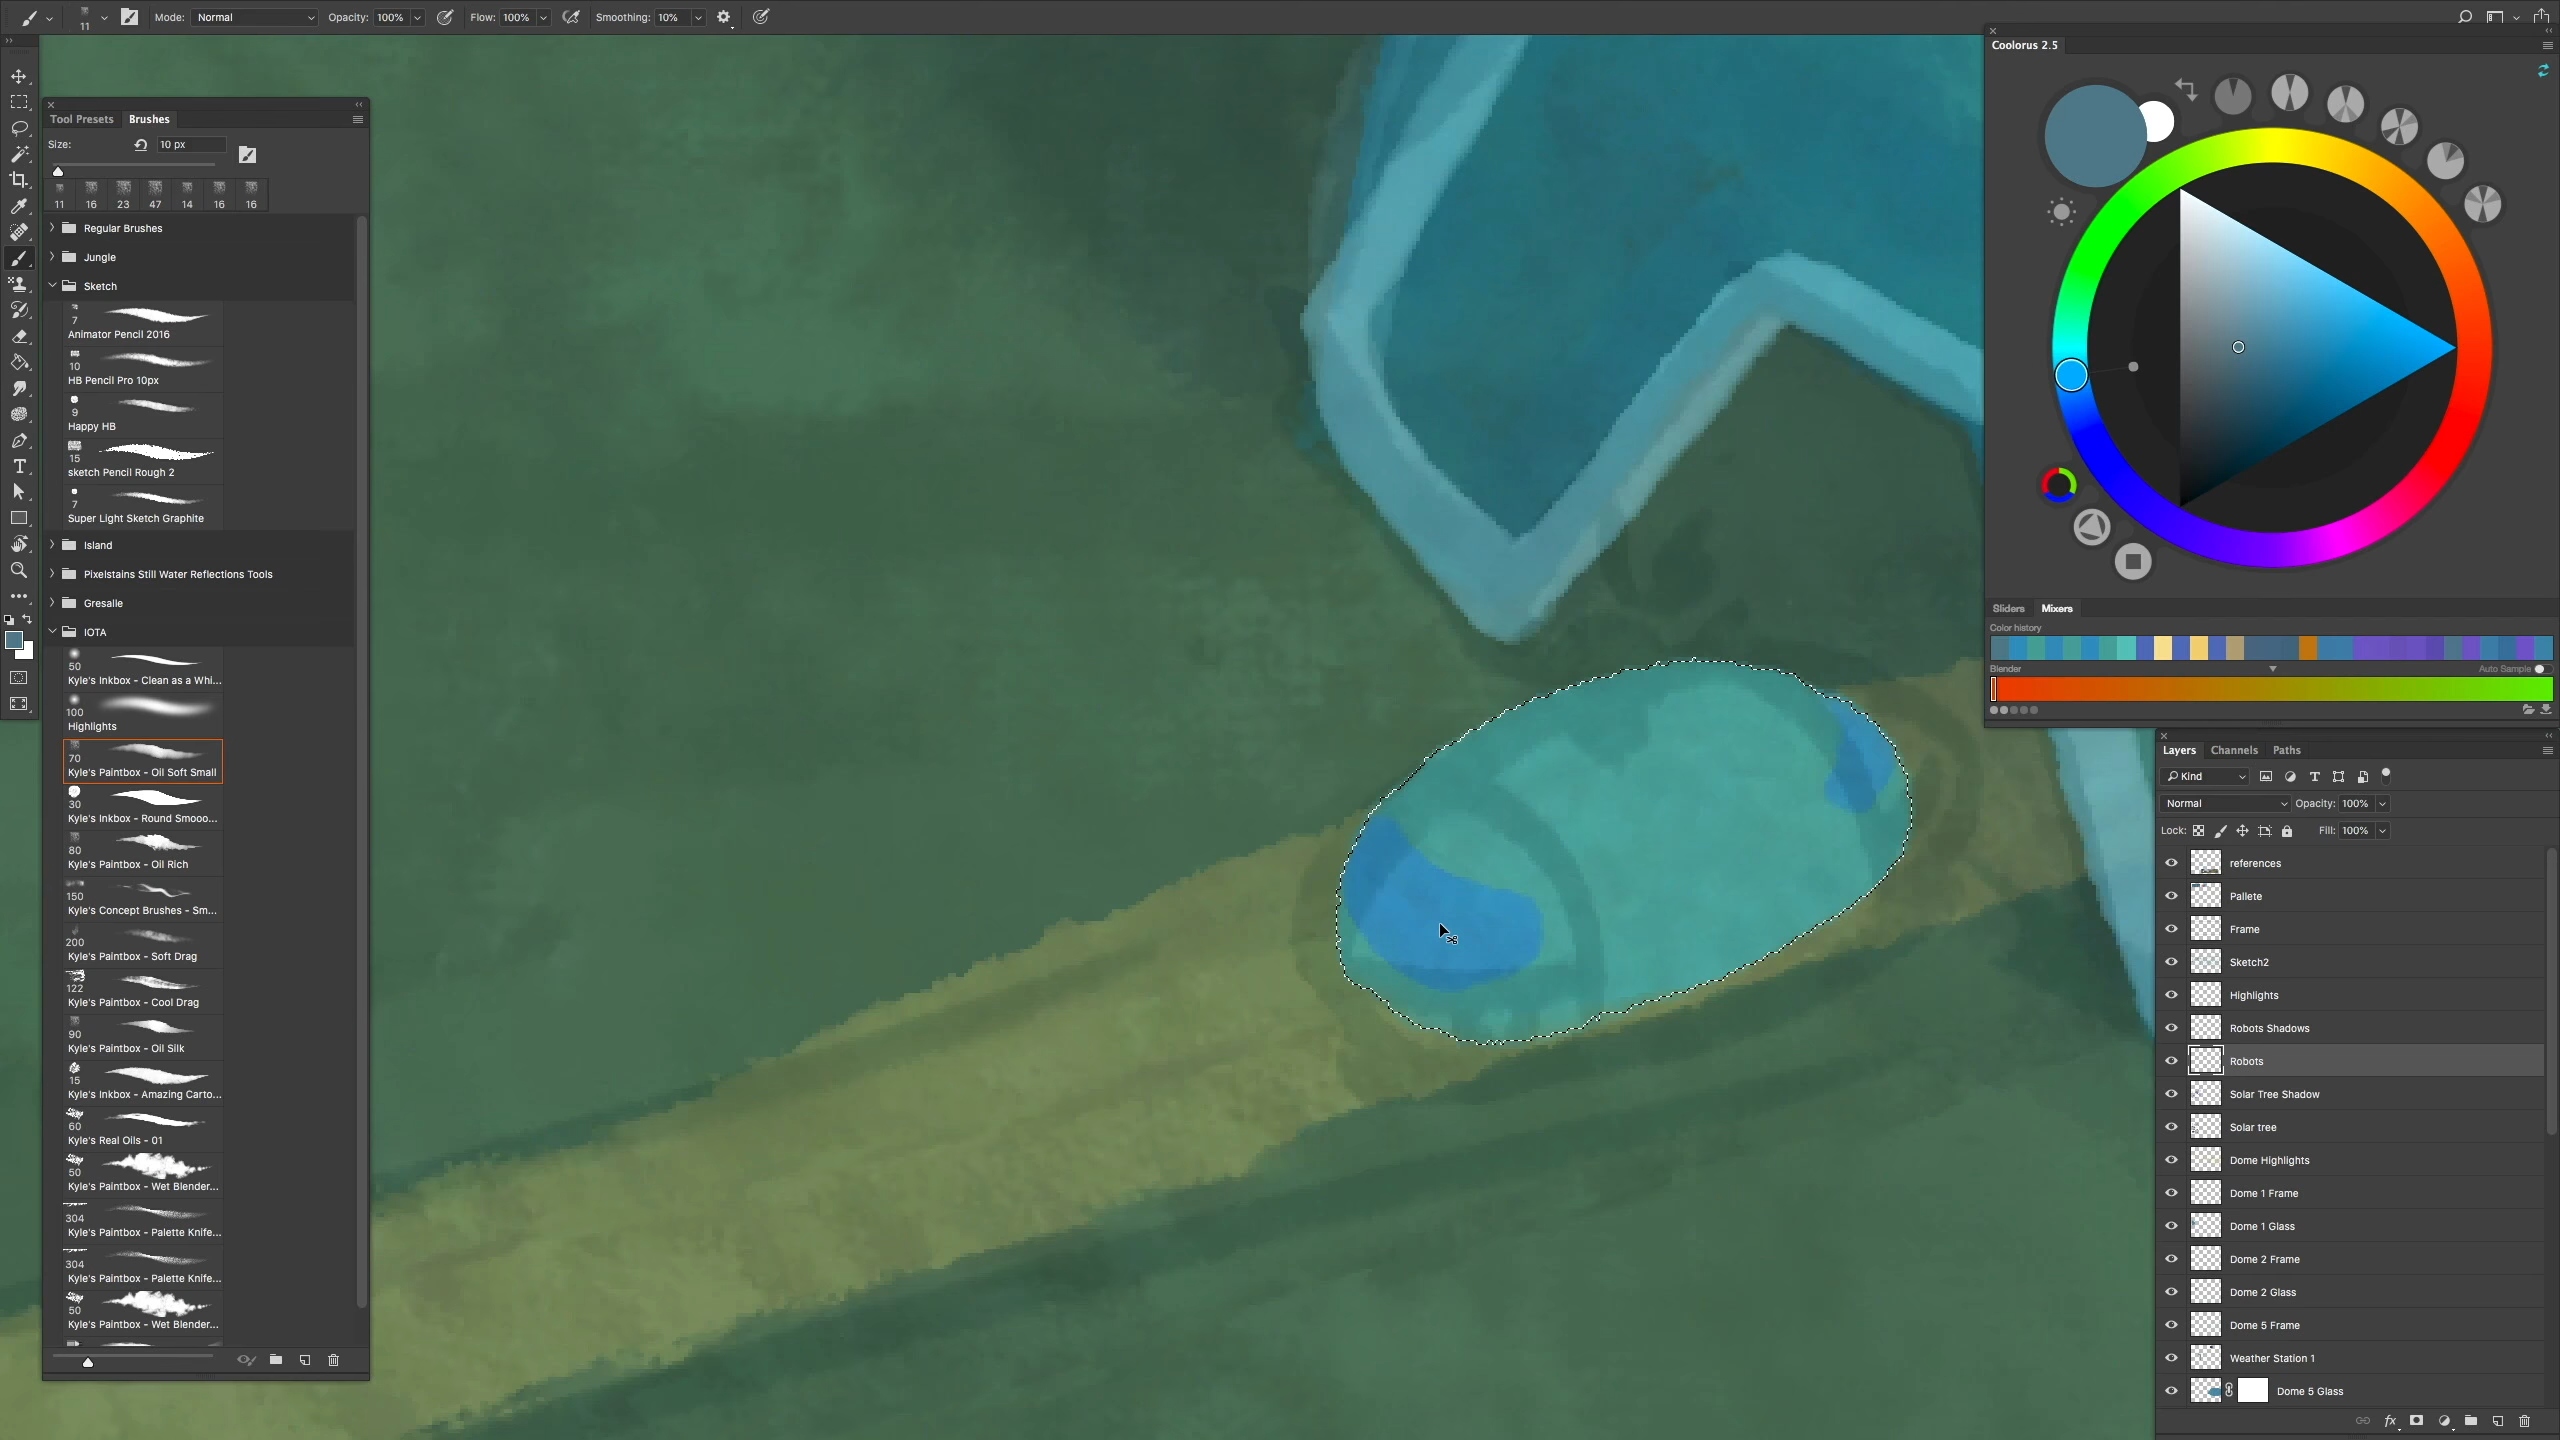 11
Mode: Normal
Opacity: 100%
Flow: 100%
Smoothing: 10%
Tool Presets Brushes
Size: 10 px
11 16 23 47 14 16 16
Regular Brushes
Jungle
Sketch
7
Animator Pencil 2016
10
HB Pencil Pro 10px
9
Happy HB
15
sketch Pencil Rough 2
7
Super Light Sketch Graphite
Island
Pixelstains Still Water Reflections Tools
Gresalle
IOTA
50
Kyle's Inkbox - Clean as a Whi...
100
Highlights
70
Kyle's Paintbox - Oil Soft Small
30
Kyle's Inkbox - Round Smooo...
80
Kyle's Paintbox - Oil Rich
150
Kyle's Concept Brushes - Sm...
200
Kyle's Paintbox - Soft Drag
122
Kyle's Paintbox - Cool Drag
90
Kyle's Paintbox - Oil Silk
15
Kyle's Inkbox - Amazing Carto...
60
Kyle's Real Oils - 01
50
Kyle's Paintbox - Wet Blender...
304
Kyle's Paintbox - Palette Knife...
304
Kyle's Paintbox - Palette Knife...
50
Kyle's Paintbox - Wet Blender...
Coolorus 2.5
Sliders Mixers
Color history
Blender
Auto Sample
Layers Channels Paths
Kind
Normal
Opacity: 100%
Lock:
Fill: 100%
references
Pallete
Frame
Sketch2
Highlights
Robots Shadows
Robots
Solar Tree Shadow
Solar tree
Dome Highlights
Dome 1 Frame
Dome 1 Glass
Dome 2 Frame
Dome 2 Glass
Dome 5 Frame
Weather Station 1
Dome 5 Glass
fx